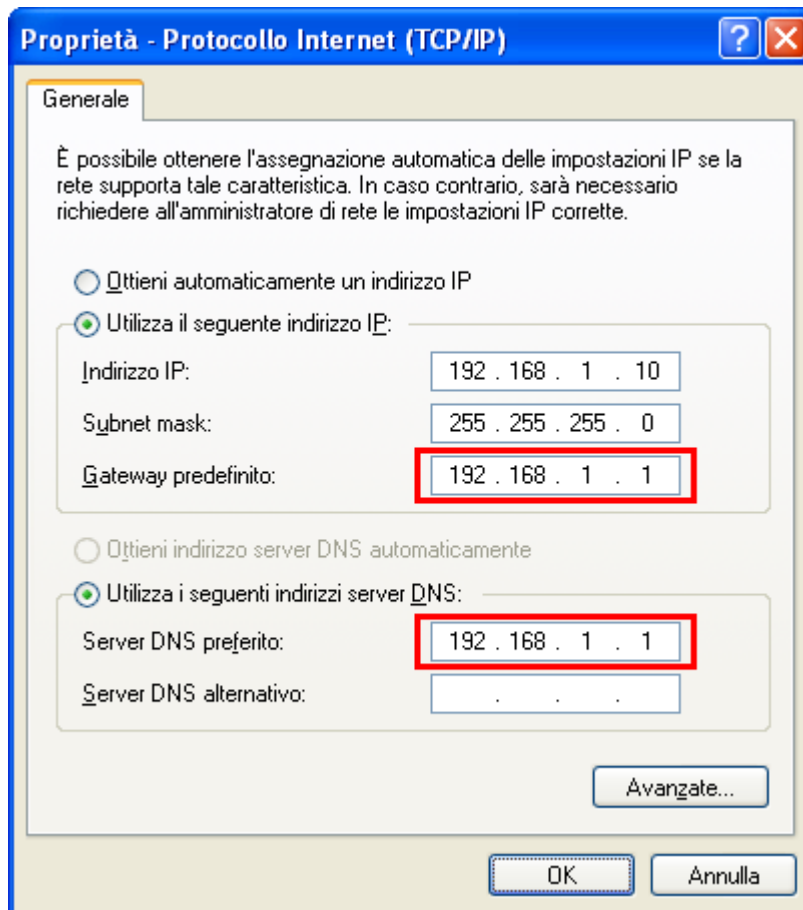 Proprietà - Protocollo Internet (TCP/IP)
Generale
È possibile ottenere l'assegnazione automatica delle impostazioni IP se la
rete supporta tale caratteristica. In caso contrario, sarà necessario
richiedere all'amministratore di rete le impostazioni IP corrette.
Ottieni automaticamente un indirizzo IP
Utilizza il seguente indirizzo IP:
Indirizzo IP: 192 . 168 . 1 . 10
Subnet mask: 255 . 255 . 255 . 0
Gateway predefinito: 192 . 168 . 1 . 1
Ottieni indirizzo server DNS automaticamente
Utilizza i seguenti indirizzi server DNS:
Server DNS preferito: 192 . 168 . 1 . 1
Server DNS alternativo: . . .
Avanzate...
OK Annulla